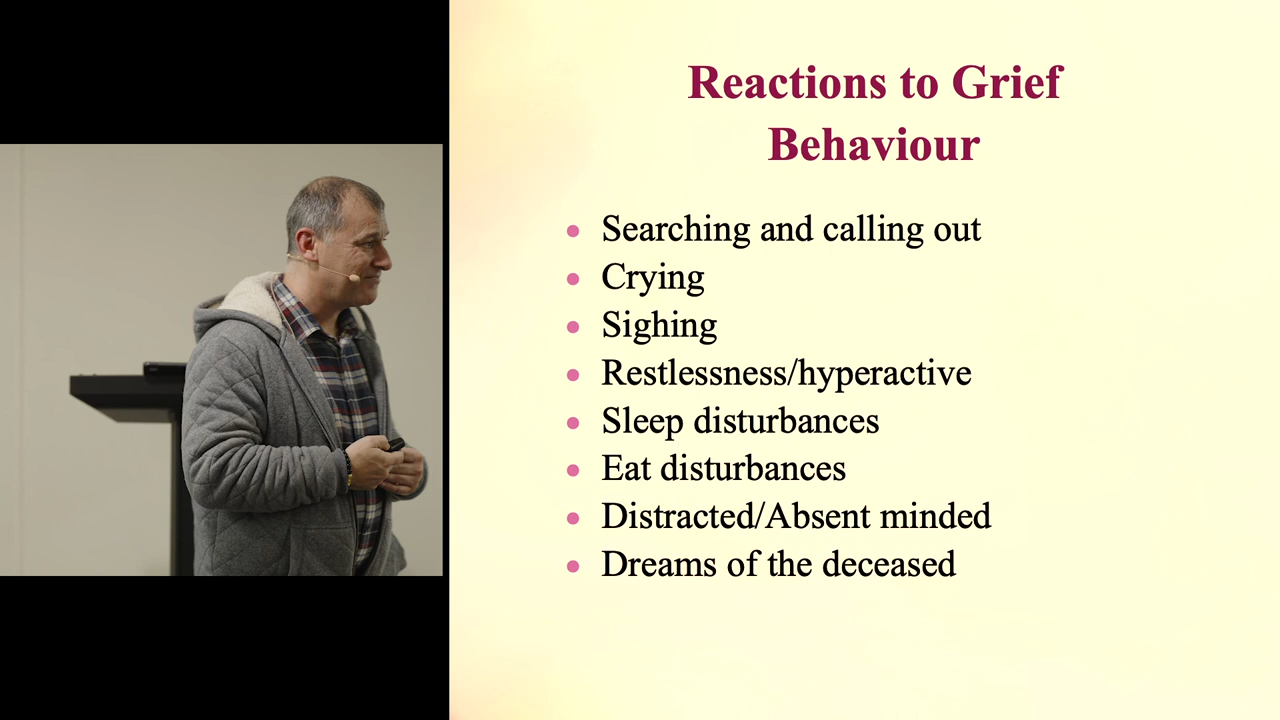 Reactions to Grief
Behaviour
Searching and calling out
Crying
Sighing
Restlessness/hyperactive
Sleep disturbances
Eat disturbances
Distracted/Absent minded
Dreams of the deceased